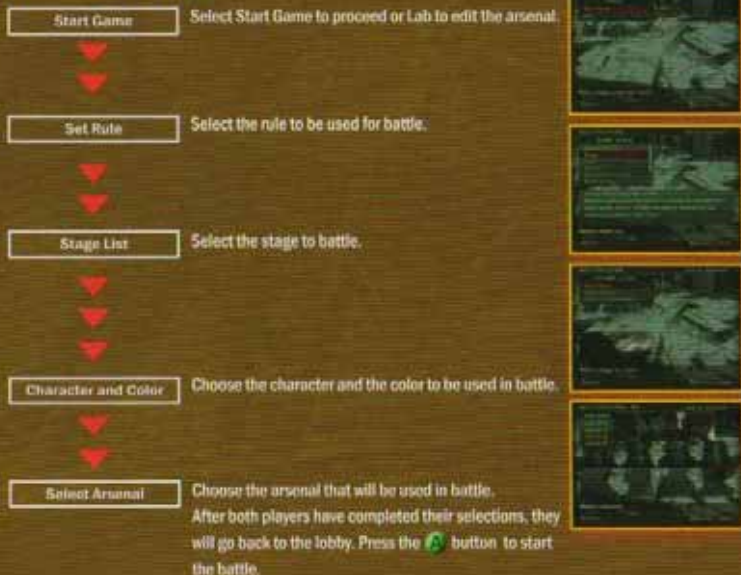 Start Game
Select Start Game to proceed or Lab to edit the arsenal.
Set Rule
Select the rule to be used for battle.
Stage List
Select the stage to battle.
Character and Color
Choose the character and the color to be used in battle.
Select Arsenal
Choose the arsenal that will be used in battle.
After both players have completed their selections, they
will go back to the lobby. Press the A button to start
the battle.